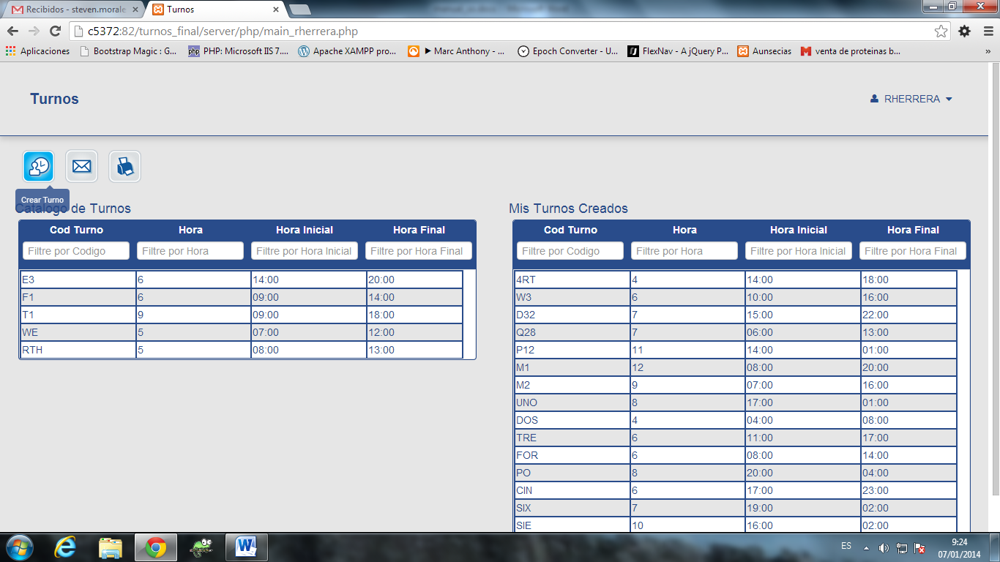 Recibidos - steven.morale
Turnos
c5372:82/turnos_final/server/php/main_rherrera.php
Aplicaciones
Bootstrap Magic : G...
php PHP: Microsoft IIS 7....
Apache XAMPP pro...
Marc Anthony - ...
Epoch Converter - U...
FlexNav - A jQuery P...
Aunsecias
venta de proteinas b...
»
Turnos
RHERRERA
Crear Turno
Catalogo de Turnos
Cod Turno Hora Hora Inicial Hora Final
Filtre por Codigo Filtre por Hora Filtre por Hora Inicial Filtre por Hora Final
E3 6 14:00 20:00
F1 6 09:00 14:00
T1 9 09:00 18:00
WE 5 07:00 12:00
RTH 5 08:00 13:00
Mis Turnos Creados
Cod Turno Hora Hora Inicial Hora Final
Filtre por Codigo Filtre por Hora Filtre por Hora Inicial Filtre por Hora Final
4RT 4 14:00 18:00
W3 6 10:00 16:00
D32 7 15:00 22:00
Q28 7 06:00 13:00
P12 11 14:00 01:00
M1 12 08:00 20:00
M2 9 07:00 16:00
UNO 8 17:00 01:00
DOS 4 04:00 08:00
TRE 6 11:00 17:00
FOR 6 08:00 14:00
PO 8 20:00 04:00
CIN 6 17:00 23:00
SIX 7 19:00 02:00
SIE 10 16:00 02:00
ES
9:24
07/01/2014